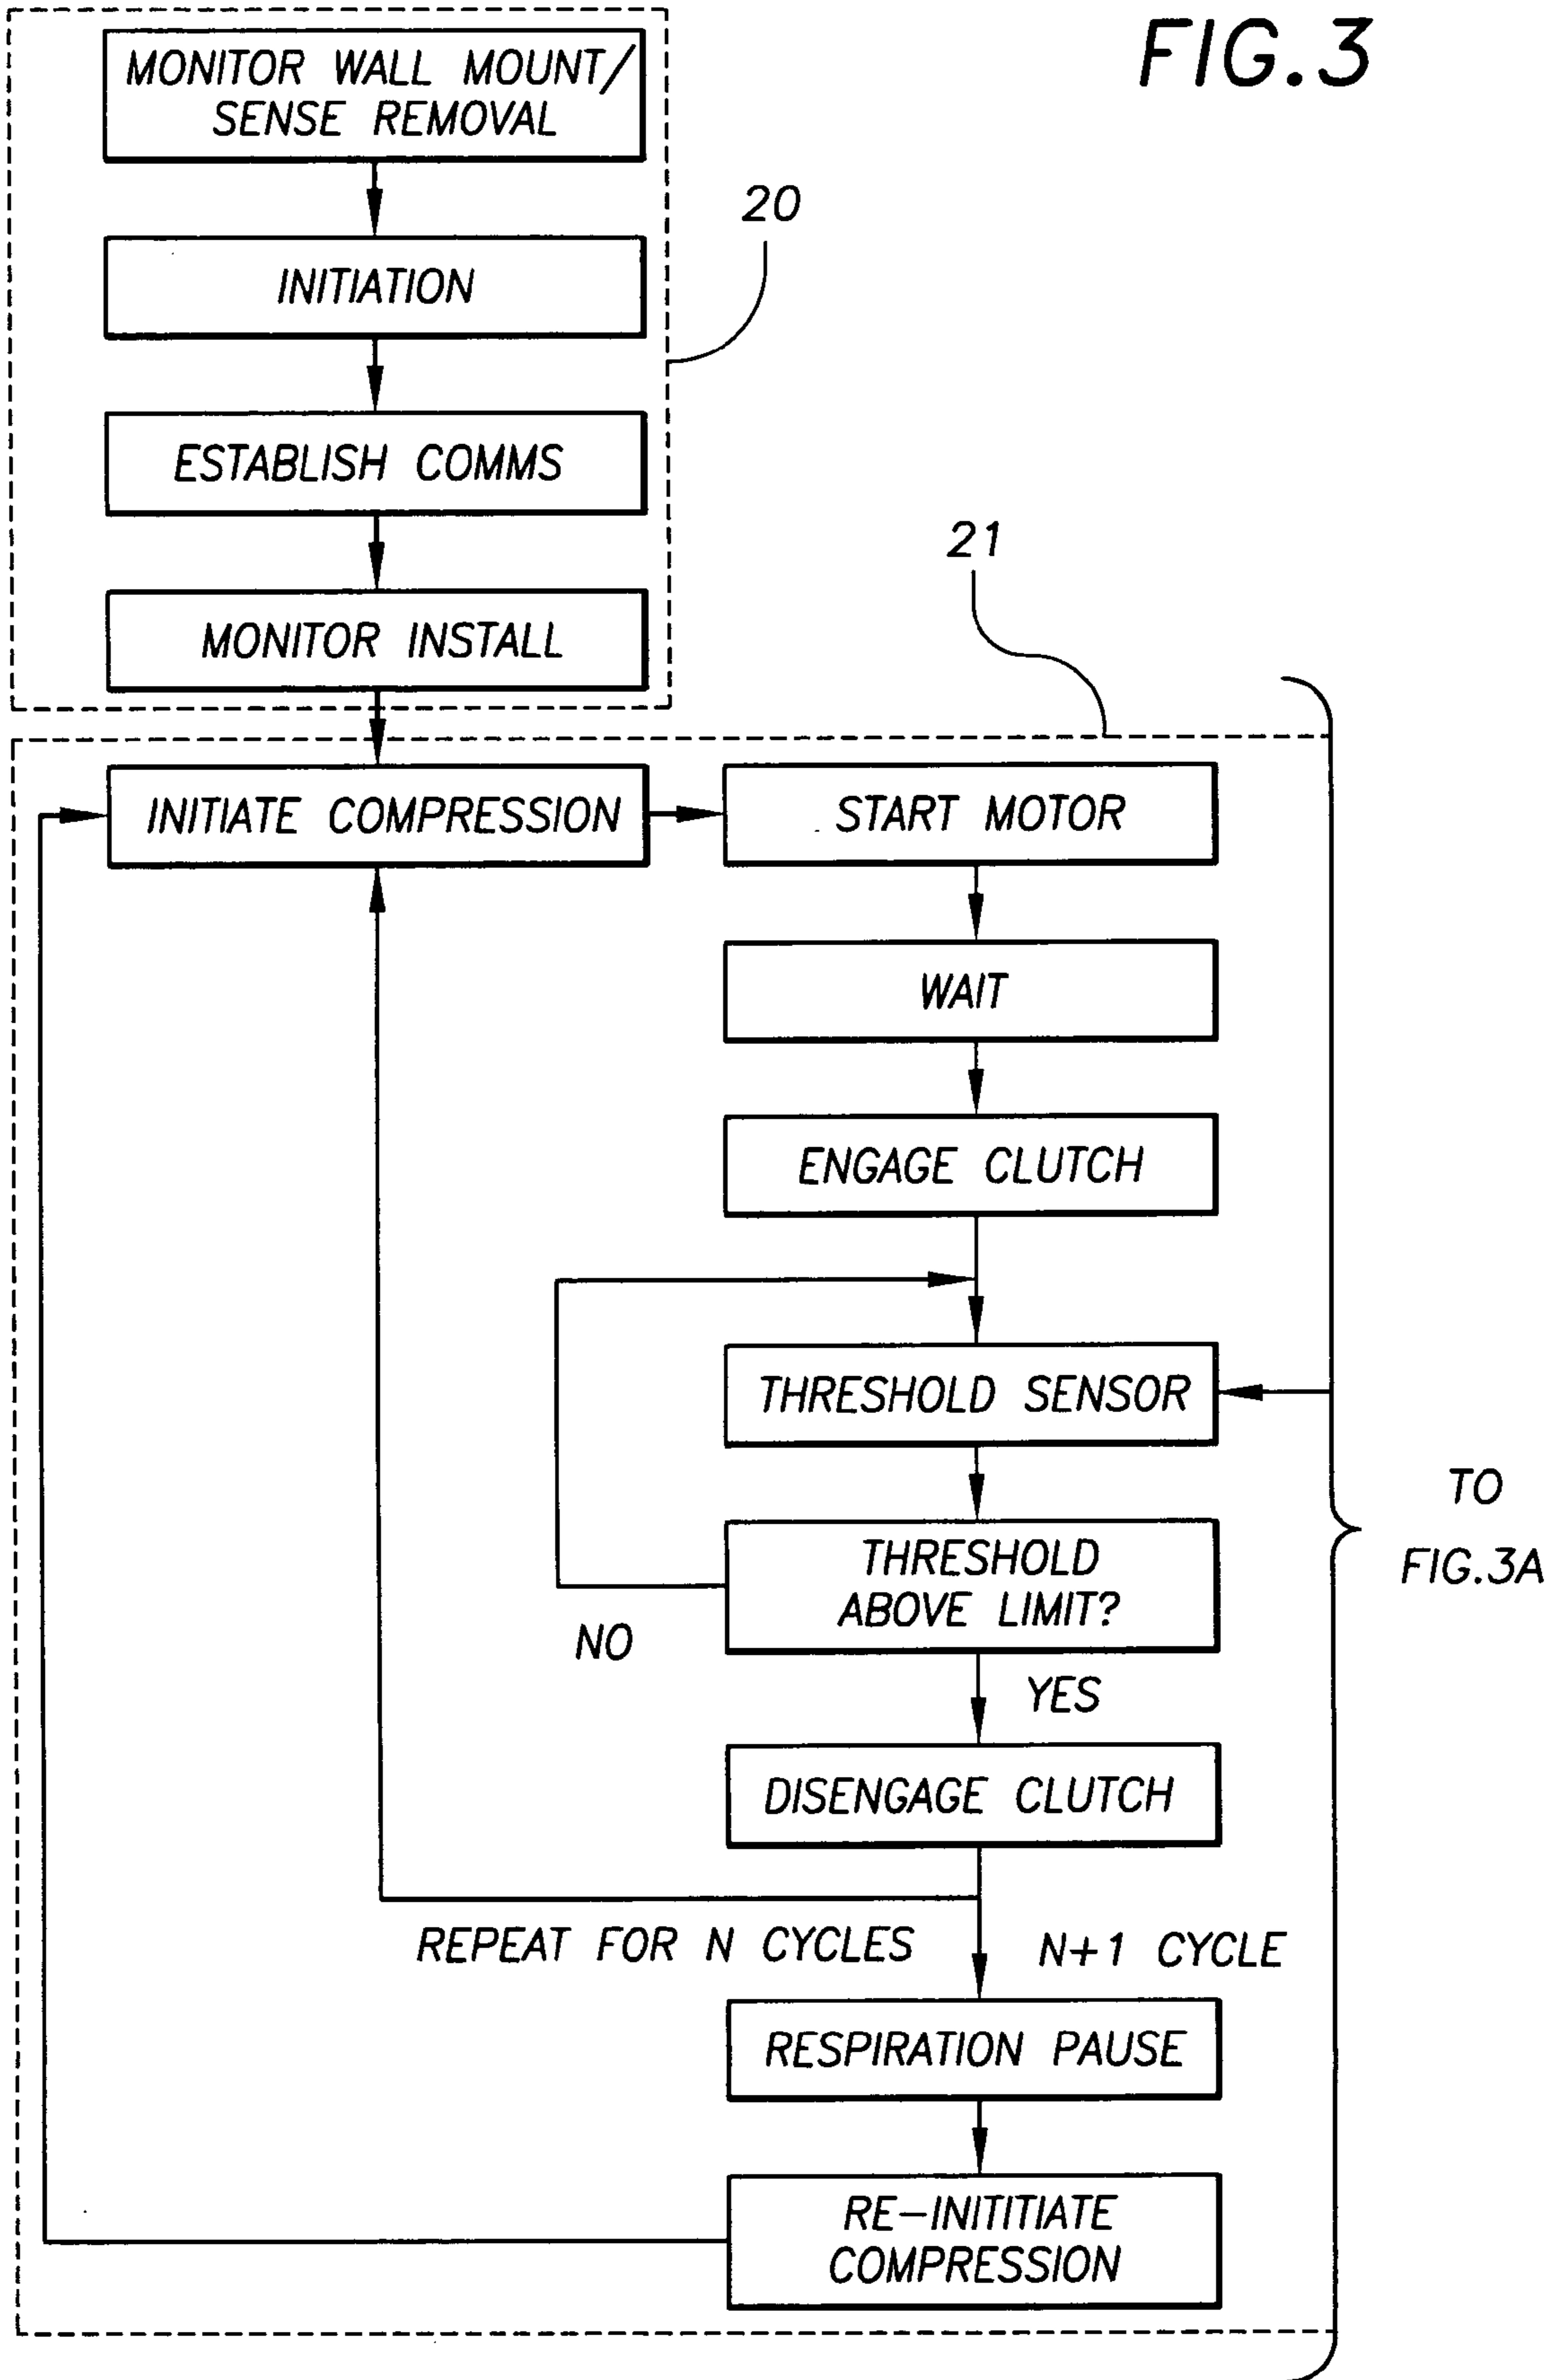 FIG.3
MONITOR WALL MOUNT/
SENSE REMOVAL
20
INITIATION
ESTABLISH COMMS
MONITOR INSTALL
21
INITIATE COMPRESSION
START MOTOR
WAIT
ENGAGE CLUTCH
THRESHOLD SENSOR
TO
FIG.3A
THRESHOLD
ABOVE LIMIT?
NO
YES
DISENGAGE CLUTCH
REPEAT FOR N CYCLES
N+1 CYCLE
RESPIRATION PAUSE
RE-INITITIATE
COMPRESSION